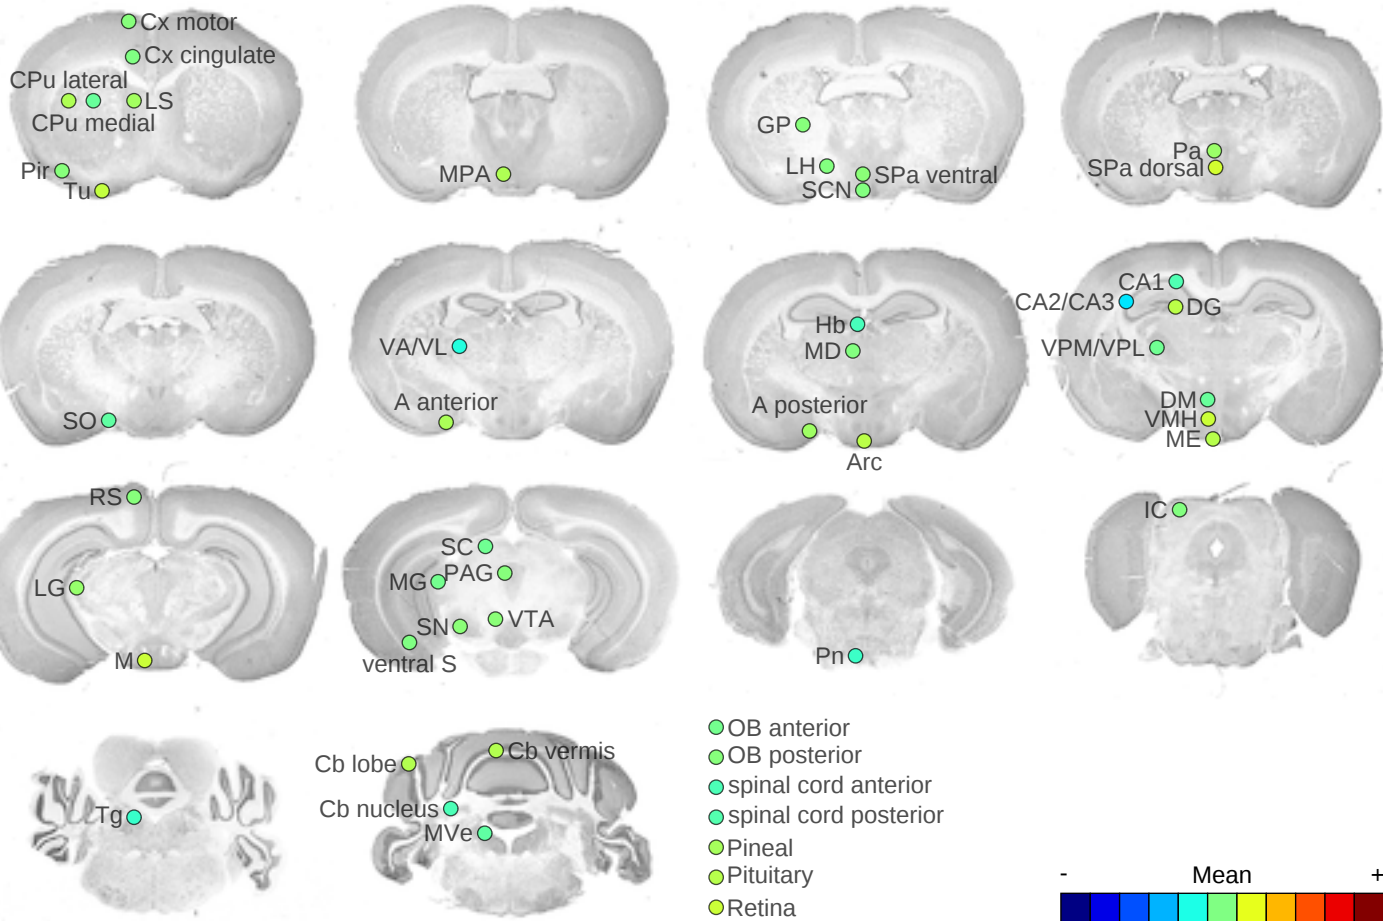 Cx motor
Cx cingulate
CPu lateral
LS
CPu medial
Pir
Tu
MPA
GP
LH
SPa ventral
SCN
Pa
SPa dorsal
SO
VA/VL
A anterior
Hb
MD
A posterior
Arc
CA1
CA2/CA3
DG
VPM/VPL
DM
VMH
ME
RS
LG
M
SC
MG
PAG
SN
VTA
ventral S
Pn
IC
Tg
Cb lobe
Cb vermis
Cb nucleus
MVe
OB anterior
OB posterior
spinal cord anterior
spinal cord posterior
Pineal
Pituitary
Retina
- Mean +